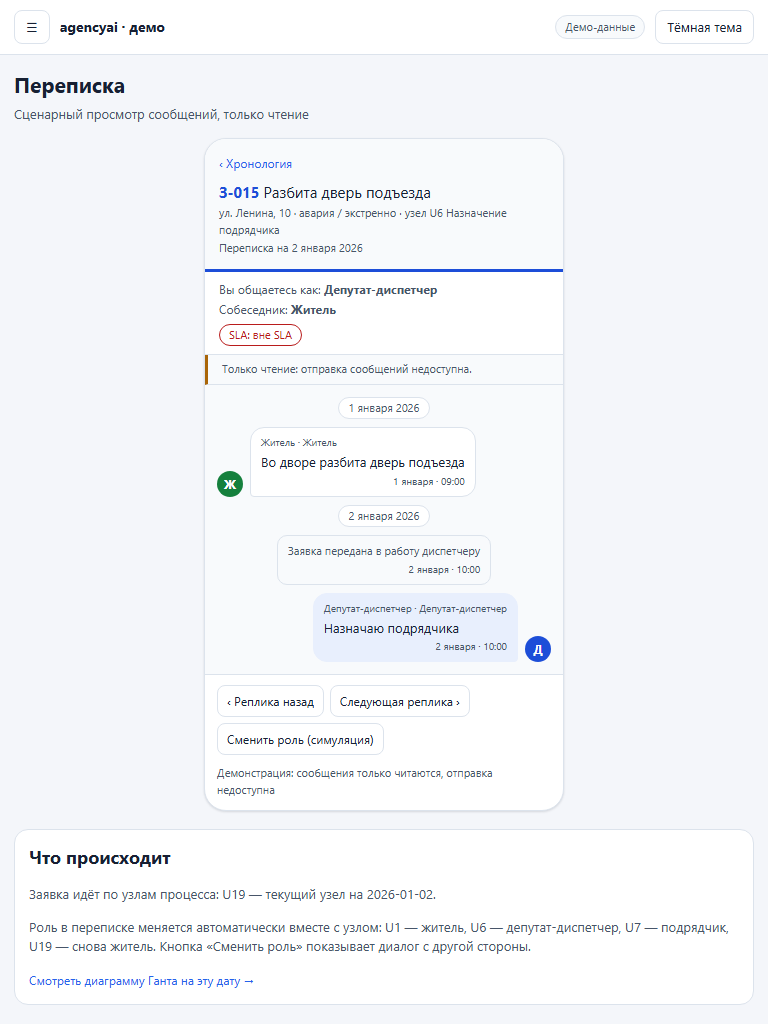 ☰ agencyai · демо Демо-данные Тёмная тема
Переписка
Сценарный просмотр сообщений, только чтение
‹ Хронология
З-015 Разбита дверь подъезда
ул. Ленина, 10 · авария / экстренно · узел U6 Назначение
подрядчика
Переписка на 2 января 2026
Вы общаетесь как: Депутат-диспетчер
Собеседник: Житель
SLA: вне SLA
Только чтение: отправка сообщений недоступна.
1 января 2026
Житель · Житель
Во дворе разбита дверь подъезда
1 января · 09:00
Ж
2 января 2026
Заявка передана в работу диспетчеру
2 января · 10:00
Депутат-диспетчер · Депутат-диспетчер
Назначаю подрядчика
2 января · 10:00
Д
‹ Реплика назад Следующая реплика ›
Сменить роль (симуляция)
Демонстрация: сообщения только читаются, отправка
недоступна
Что происходит
Заявка идёт по узлам процесса: U19 — текущий узел на 2026-01-02.
Роль в переписке меняется автоматически вместе с узлом: U1 — житель, U6 — депутат-диспетчер, U7 — подрядчик,
U19 — снова житель. Кнопка «Сменить роль» показывает диалог с другой стороны.
Смотреть диаграмму Ганта на эту дату →